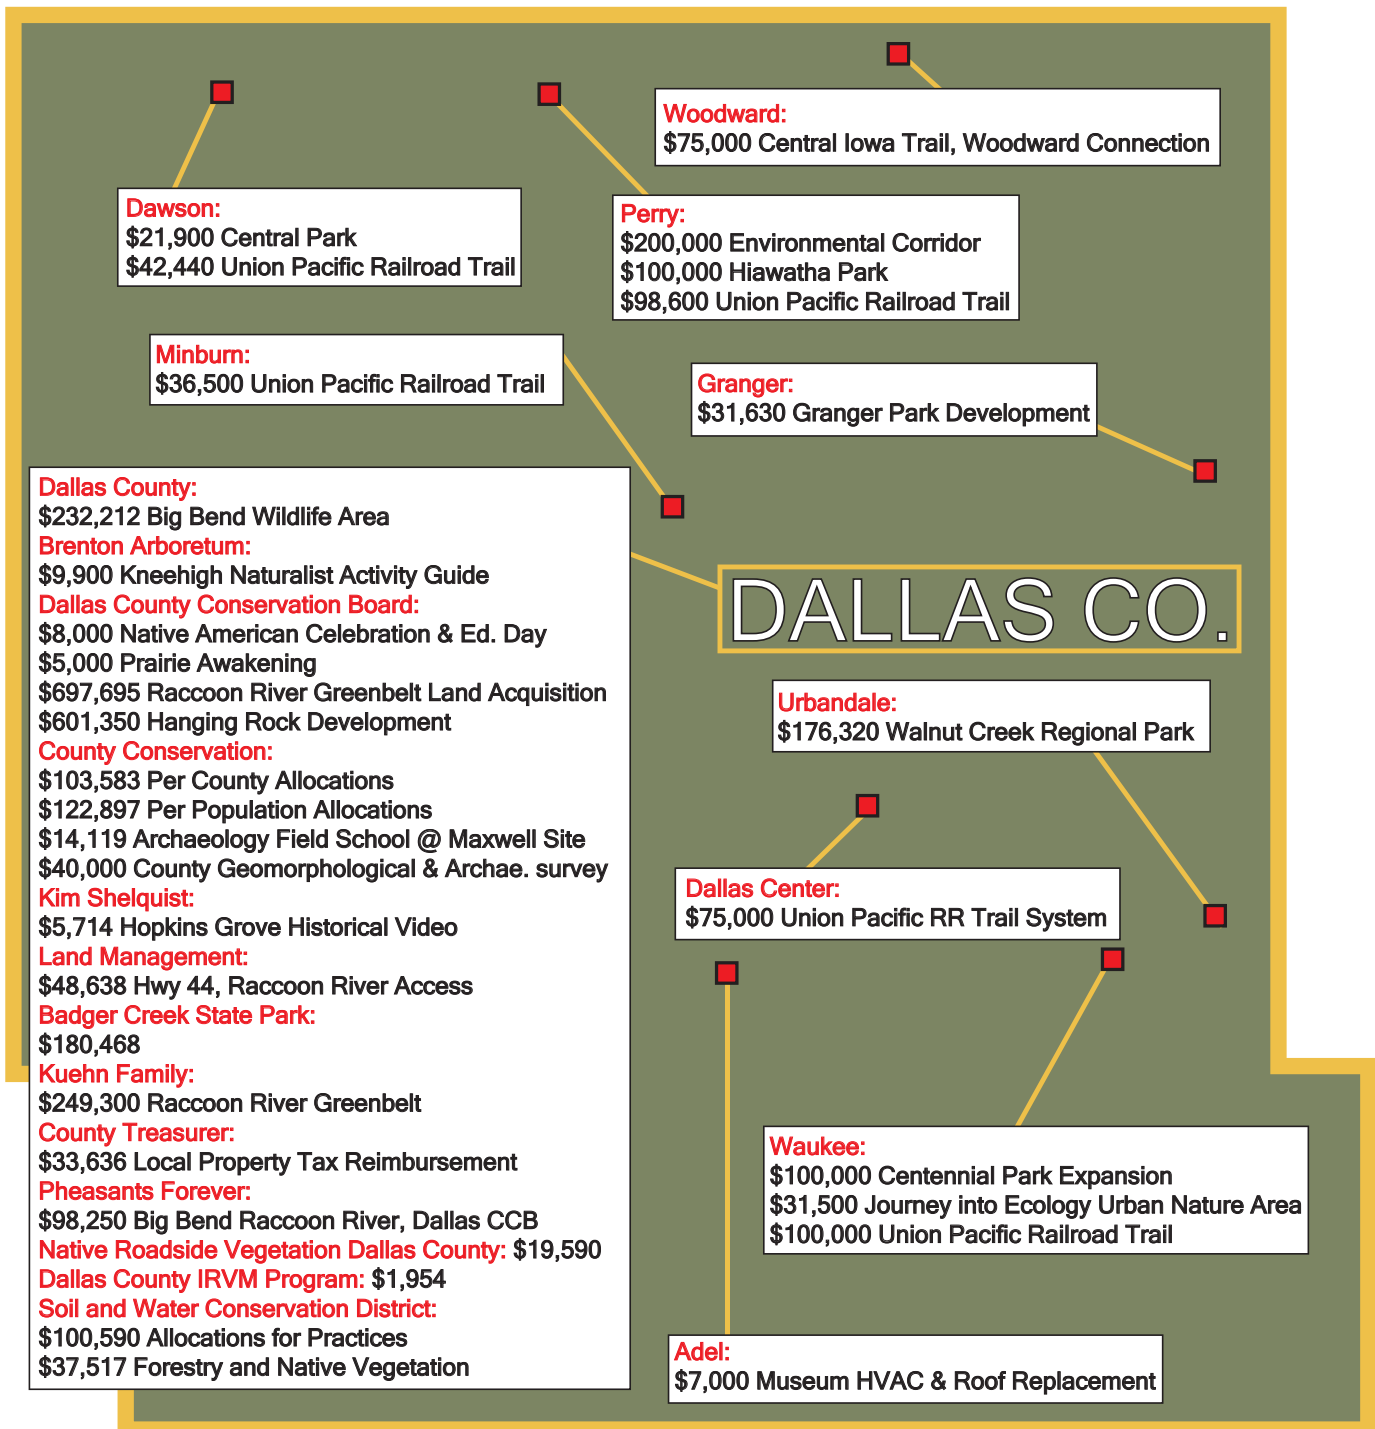 Woodward:
$75,000 Central Iowa Trail, Woodward Connection
Dawson:
$21,900 Central Park
$42,440 Union Pacific Railroad Trail
Perry:
$200,000 Environmental Corridor
$100,000 Hiawatha Park
$98,600 Union Pacific Railroad Trail
Minburn:
$36,500 Union Pacific Railroad Trail
Granger:
$31,630 Granger Park Development
Dallas County:
$232,212 Big Bend Wildlife Area
Brenton Arboretum:
$9,900 Kneehigh Naturalist Activity Guide
Dallas County Conservation Board:
$8,000 Native American Celebration & Ed. Day
$5,000 Prairie Awakening
$697,695 Raccoon River Greenbelt Land Acquisition
$601,350 Hanging Rock Development
County Conservation:
$103,583 Per County Allocations
$122,897 Per Population Allocations
$14,119 Archaeology Field School @ Maxwell Site
$40,000 County Geomorphological & Archae. survey
Kim Shelquist:
$5,714 Hopkins Grove Historical Video
Land Management:
$48,638 Hwy 44, Raccoon River Access
Badger Creek State Park:
$180,468
Kuehn Family:
$249,300 Raccoon River Greenbelt
County Treasurer:
$33,636 Local Property Tax Reimbursement
Pheasants Forever:
$98,250 Big Bend Raccoon River, Dallas CCB
Native Roadside Vegetation Dallas County: $19,590
Dallas County IRVM Program: $1,954
Soil and Water Conservation District:
$100,590 Allocations for Practices
$37,517 Forestry and Native Vegetation
DALLAS CO.
Urbandale:
$176,320 Walnut Creek Regional Park
Dallas Center:
$75,000 Union Pacific RR Trail System
Waukee:
$100,000 Centennial Park Expansion
$31,500 Journey into Ecology Urban Nature Area
$100,000 Union Pacific Railroad Trail
Adel:
$7,000 Museum HVAC & Roof Replacement